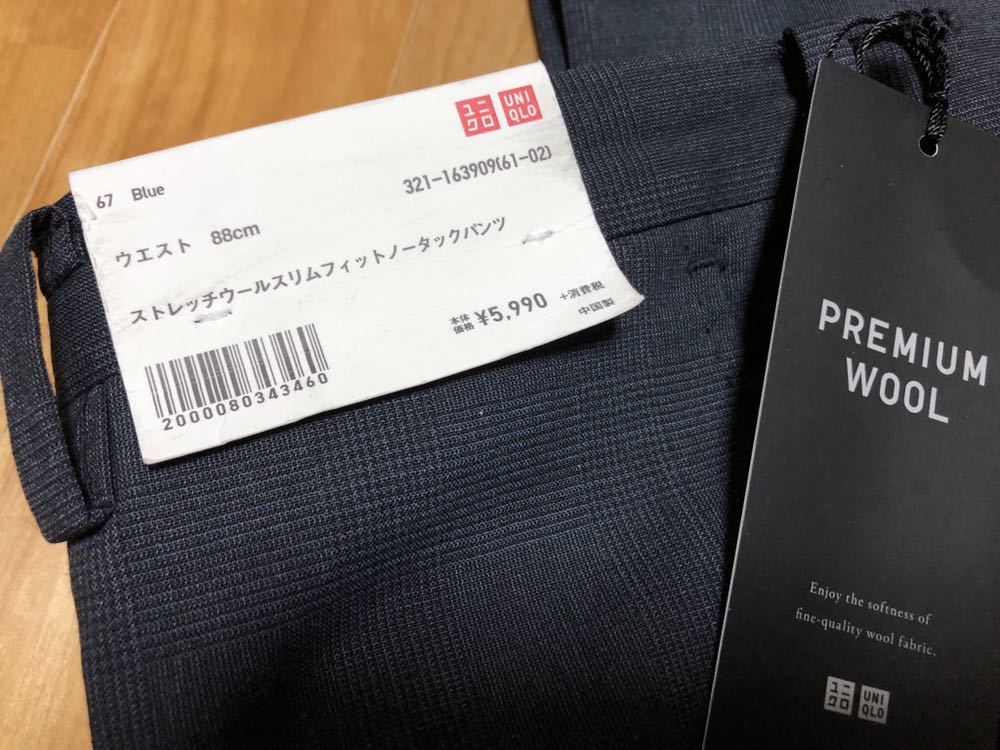 ユニ
クロ
UNI
QLO
67 Blue
321-163909(61-02)
ウエスト 88cm
ストレッチウールスリムフィットノータックパンツ
本体
価格 ¥5,990 +消費税
中国製
2000080343460
PREMIUM
WOOL
Enjoy the softness of
fine-quality wool fabric.
ユニ
クロ
UNI
QLO